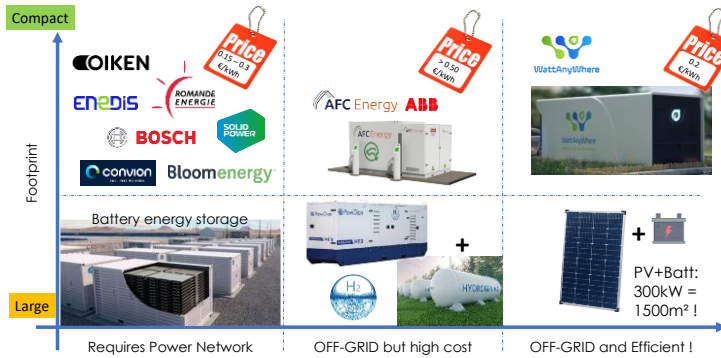 Compact
Footprint
Large
OIKEN
Price
0.15 – 0.3
€/kWh
ENEDIS
ROMANDE
ENERGIE
BOSCH
SOLID
POWER
CONVION
Bloomenergy
AFC Energy
ABB
Price
> 0.50
€/kWh
AFC Energy
WattAnyWhere
Price
0.2
€/kWh
WattAnyWhere
Battery energy storage
H₂
HYDROGEN
+
+
PV+Batt:
300kW =
1500m² !
Requires Power Network
OFF-GRID but high cost
OFF-GRID and Efficient !